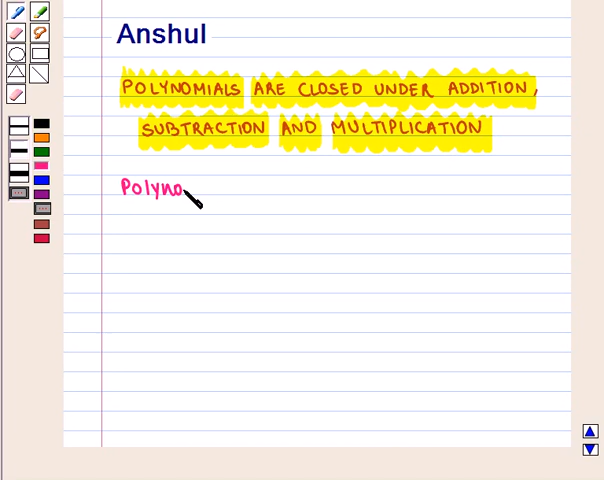 Anshul
POLYNOMIALS ARE CLOSED UNDER ADDITION,
SUBTRACTION AND MULTIPLICATION
Polyno